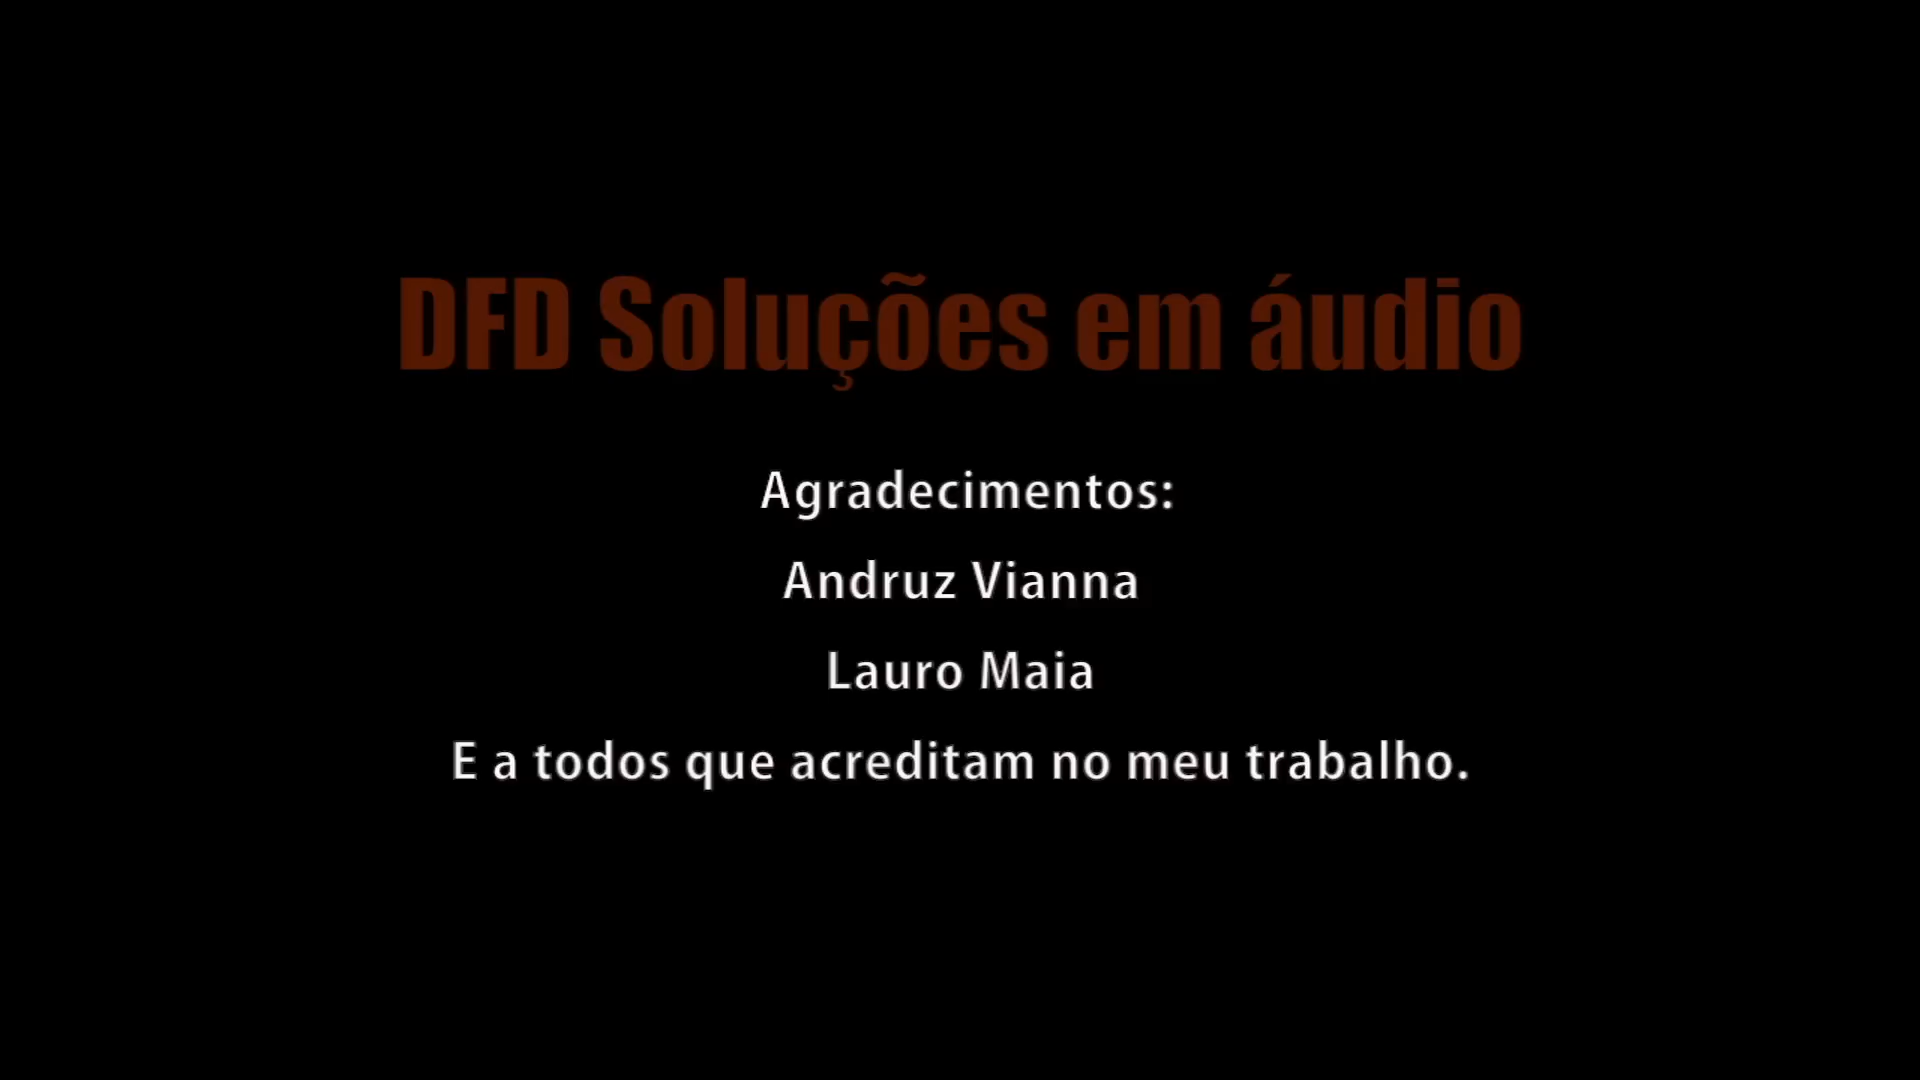 DFD Soluções em áudio
Agradecimentos:
Andruz Vianna
Lauro Maia
E a todos que acreditam no meu trabalho.